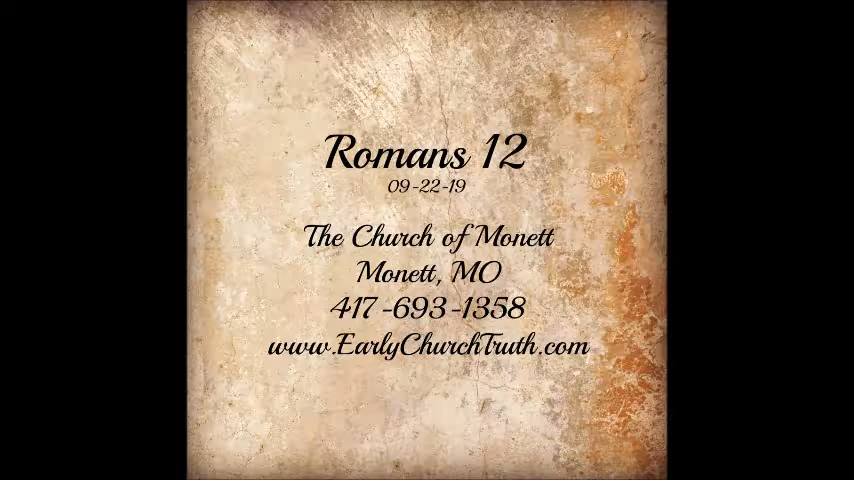 Romans 12
09-22-19
The Church of Monett
Monett, MO
417-693-1358
www.EarlyChurchTruth.com